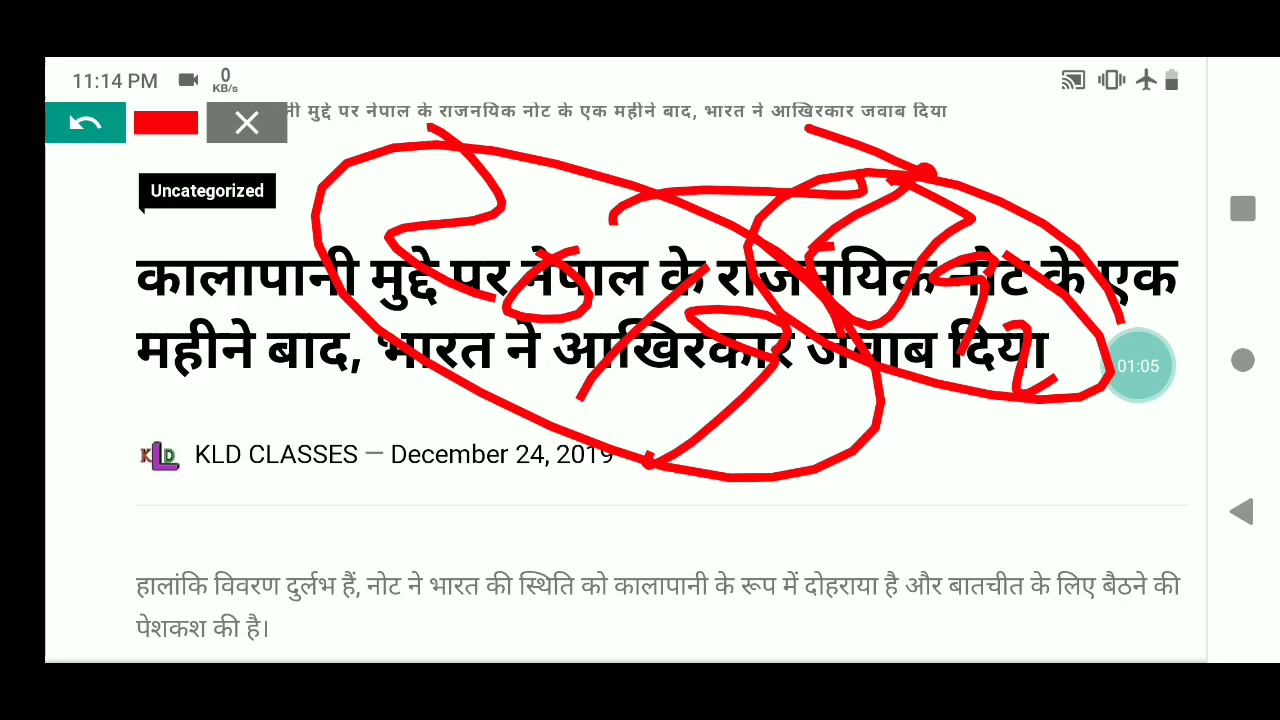 11:14 PM 0 KB/s
नी मुद्दे पर नेपाल के राजनयिक नोट के एक महीने बाद, भारत ने आखिरकार जवाब दिया
Uncategorized
कालापानी मुद्दे पर नेपाल के राजनयिक नोट के एक
महीने बाद, भारत ने आखिरकार जवाब दिया
01:05
KLD KLD CLASSES — December 24, 2019
हालांकि विवरण दुर्लभ हैं, नोट ने भारत की स्थिति को कालापानी के रूप में दोहराया है और बातचीत के लिए बैठने की
पेशकश की है।